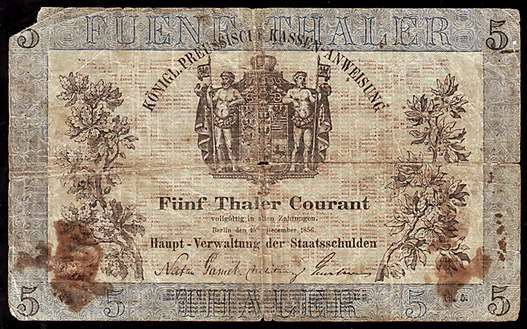 5 FUENF THALER 5
KÖNIGL. PREUSSISCHE KASSEN-ANWEISUNG
Fünf Thaler Courant
vollgültig in allen Zahlungen.
Berlin den 15 December 1856.
Haupt-Verwaltung der Staatsschulden
5 5 THALER 5